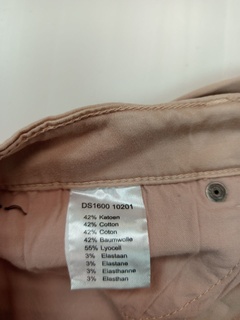 DS1600 10201
42% Katoen
42% Cotton
42% Coton
42% Baumwolle
55% Lyocell
3% Elastaan
3% Elastane
3% Elasthanne
3% Elasthan